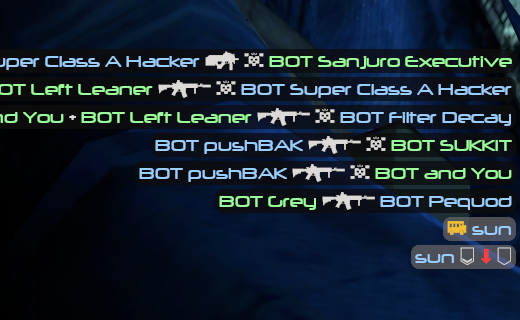 uper Class A Hacker BOT Sanjuro Executive
OT Left Leaner BOT Super Class A Hacker
nd You + BOT Left Leaner BOT Filter Decay
BOT pushBAK BOT SUKKIT
BOT pushBAK BOT and You
BOT Grey BOT Pequod
sun
sun